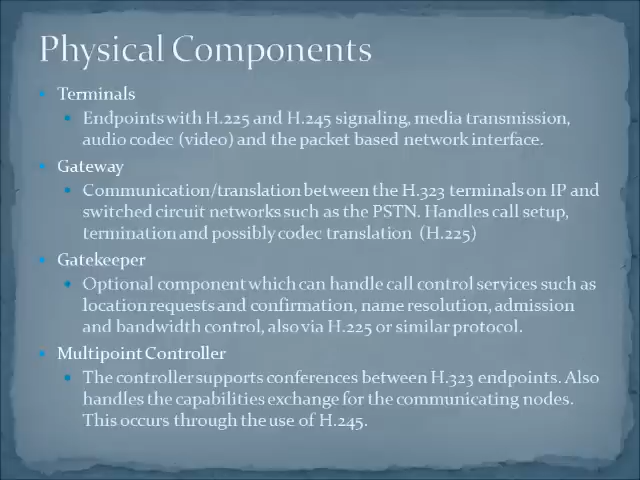 Physical Components
Terminals
Endpoints with H.225 and H.245 signaling, media transmission,
audio codec (video) and the packet based network interface.
Gateway
Communication/translation between the H.323 terminals on IP and
switched circuit networks such as the PSTN. Handles call setup,
termination and possibly codec translation (H.225)
Gatekeeper
Optional component which can handle call control services such as
location requests and confirmation, name resolution, admission
and bandwidth control, also via H.225 or similar protocol.
Multipoint Controller
The controller supports conferences between H.323 endpoints. Also
handles the capabilities exchange for the communicating nodes.
This occurs through the use of H.245.